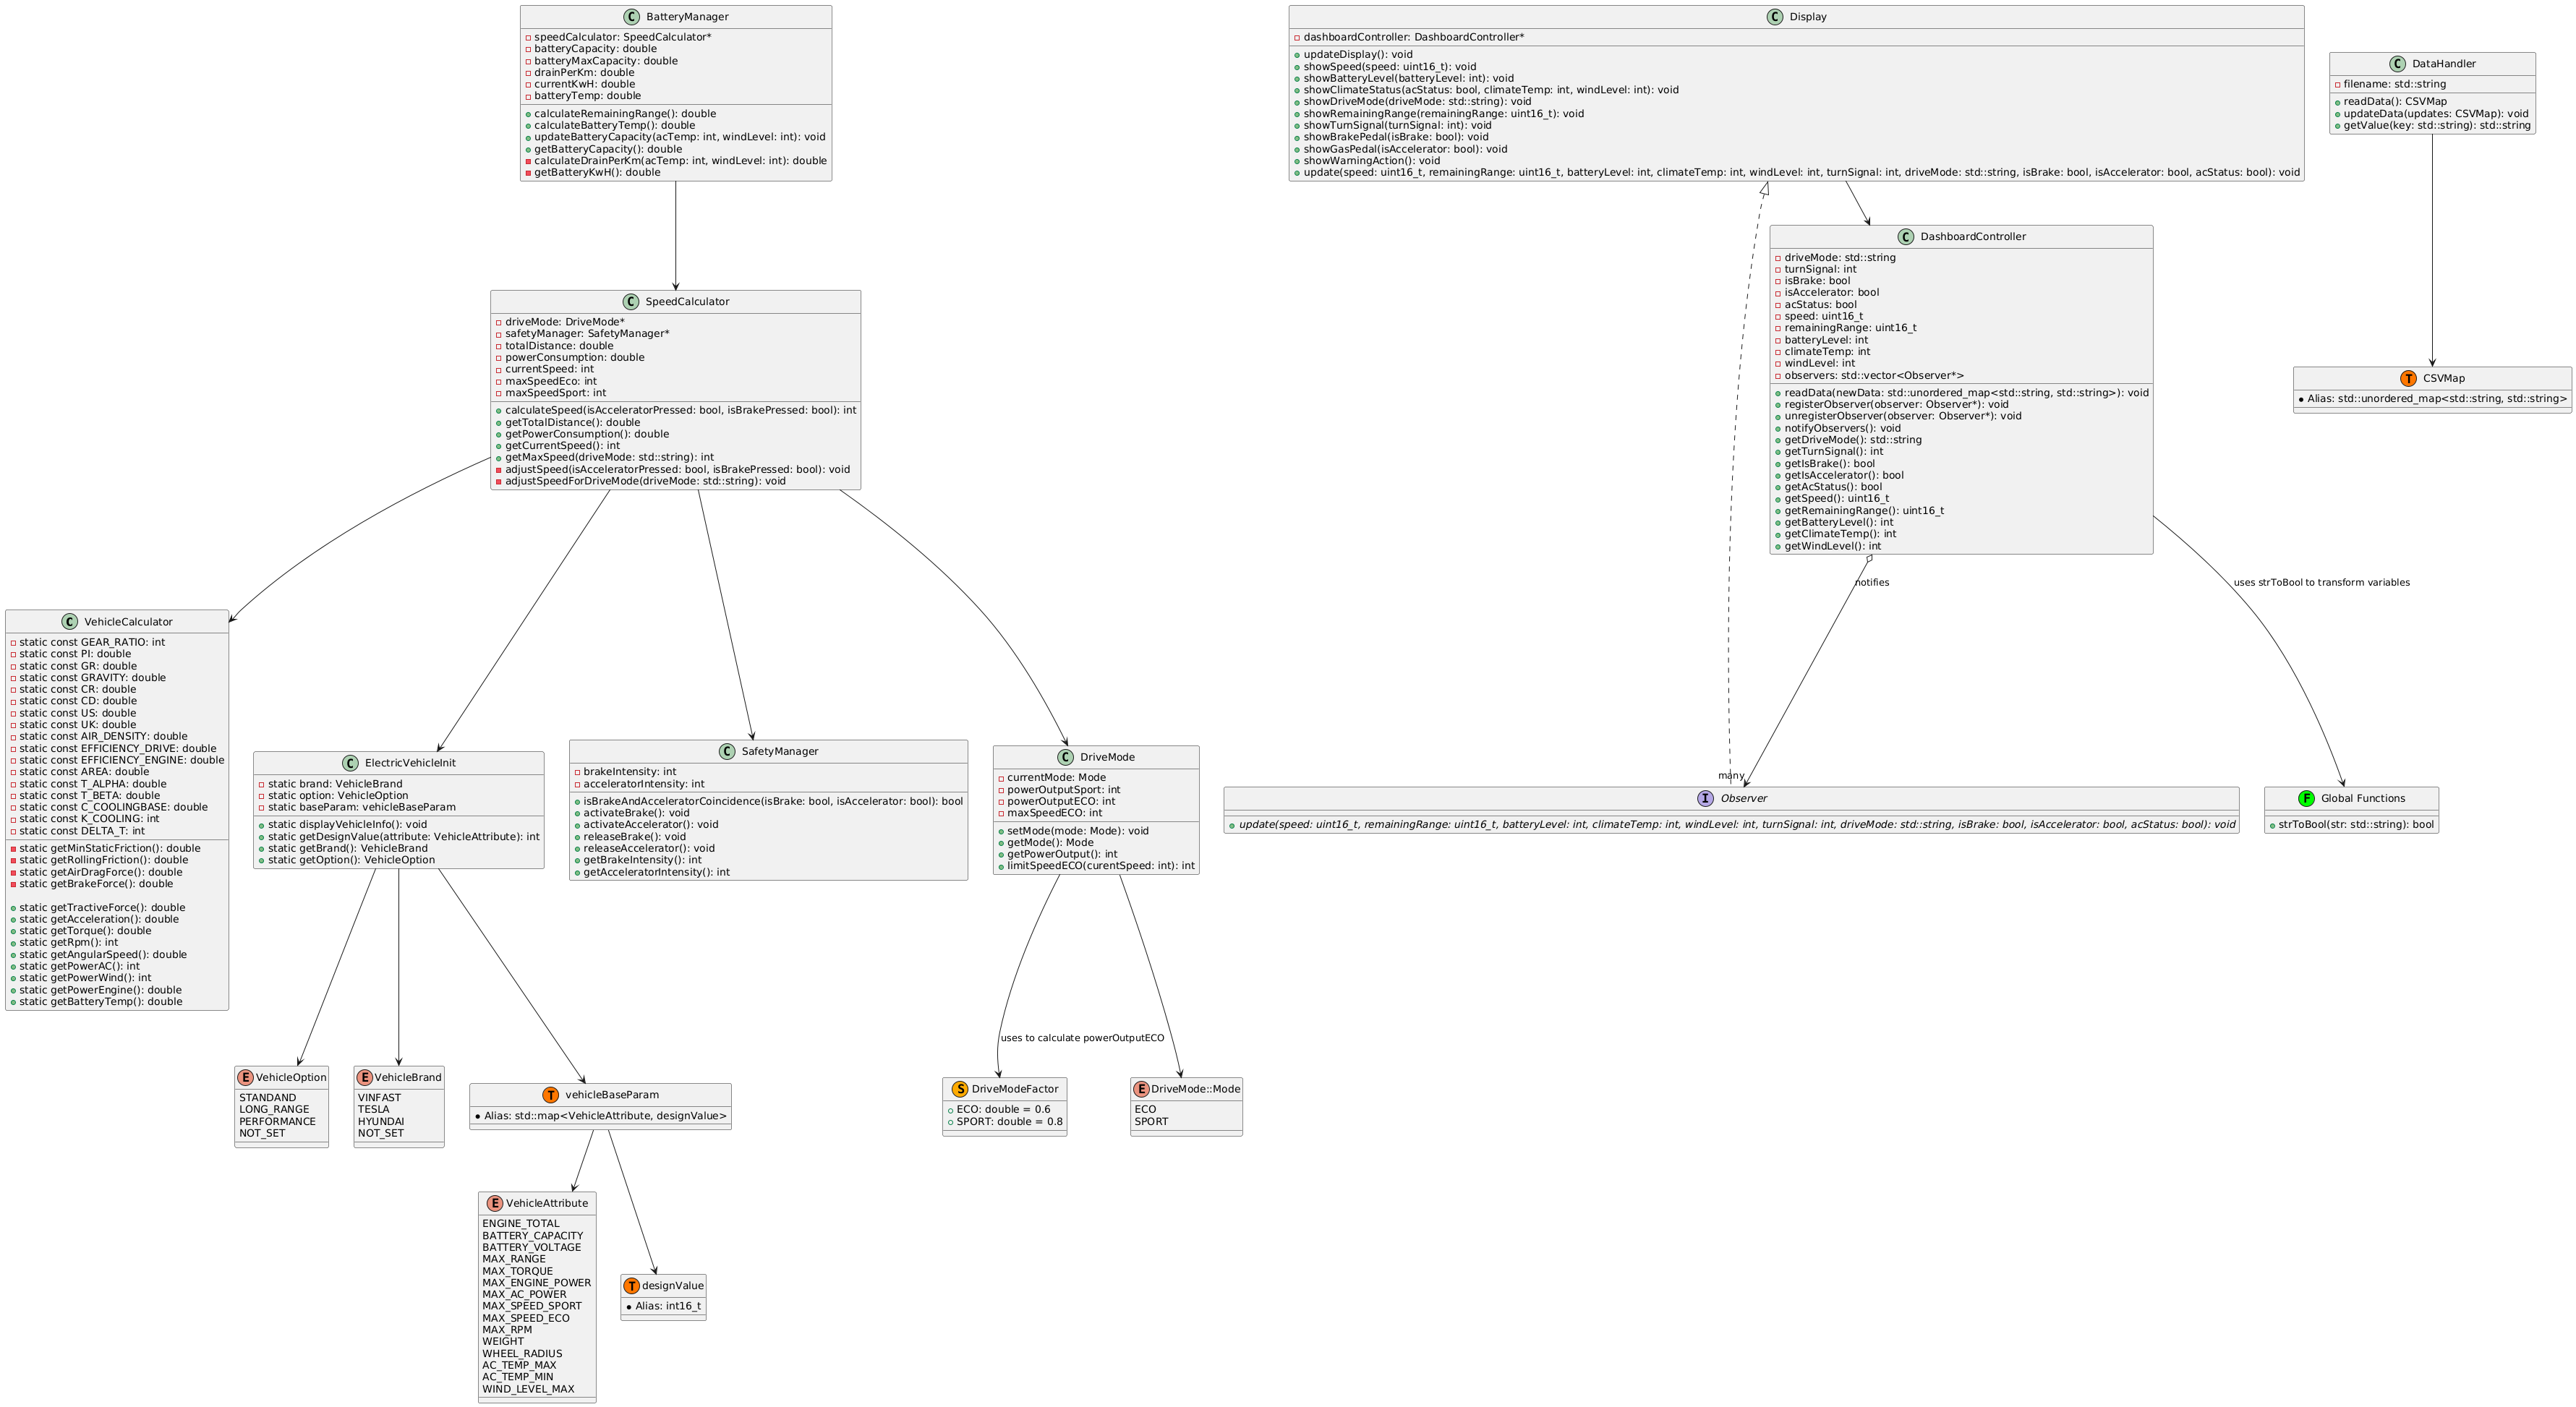 BatteryManager
speedCalculator: SpeedCalculator*
batteryCapacity: double
batteryMaxCapacity: double
drainPerKm: double
currentKwH: double
batteryTemp: double
calculateRemainingRange(): double
calculateBatteryTemp(): double
updateBatteryCapacity(acTemp: int, windLevel: int): void
getBatteryCapacity(): double
calculateDrainPerKm(acTemp: int, windLevel: int): double
getBatteryKwH(): double
Display
dashboardController: DashboardController*
updateDisplay(): void
showSpeed(speed: uint16_t): void
showBatteryLevel(batteryLevel: int): void
showClimateStatus(acStatus: bool, climateTemp: int, windLevel: int): void
showDriveMode(driveMode: std::string): void
showRemainingRange(remainingRange: uint16_t): void
showTurnSignal(turnSignal: int): void
showBrakePedal(isBrake: bool): void
showGasPedal(isAccelerator: bool): void
showWarningAction(): void
update(speed: uint16_t, remainingRange: uint16_t, batteryLevel: int, climateTemp: int, windLevel: int, turnSignal: int, driveMode: std::string, isBrake: bool, isAccelerator: bool, acStatus: bool): void
DataHandler
filename: std::string
readData(): CSVMap
updateData(updates: CSVMap): void
getValue(key: std::string): std::string
SpeedCalculator
driveMode: DriveMode*
safetyManager: SafetyManager*
totalDistance: double
powerConsumption: double
currentSpeed: int
maxSpeedEco: int
maxSpeedSport: int
calculateSpeed(isAcceleratorPressed: bool, isBrakePressed: bool): int
getTotalDistance(): double
getPowerConsumption(): double
getCurrentSpeed(): int
getMaxSpeed(driveMode: std::string): int
adjustSpeed(isAcceleratorPressed: bool, isBrakePressed: bool): void
adjustSpeedForDriveMode(driveMode: std::string): void
DashboardController
driveMode: std::string
turnSignal: int
isBrake: bool
isAccelerator: bool
acStatus: bool
speed: uint16_t
remainingRange: uint16_t
batteryLevel: int
climateTemp: int
windLevel: int
observers: std::vector<Observer*>
readData(newData: std::unordered_map<std::string, std::string>): void
registerObserver(observer: Observer*): void
unregisterObserver(observer: Observer*): void
notifyObservers(): void
getDriveMode(): std::string
getTurnSignal(): int
getIsBrake(): bool
getIsAccelerator(): bool
getAcStatus(): bool
getSpeed(): uint16_t
getRemainingRange(): uint16_t
getBatteryLevel(): int
getClimateTemp(): int
getWindLevel(): int
CSVMap
Alias: std::unordered_map<std::string, std::string>
notifies
uses strToBool to transform variables
many
VehicleCalculator
static const GEAR_RATIO: int
static const PI: double
static const GR: double
static const GRAVITY: double
static const CR: double
static const CD: double
static const US: double
static const UK: double
static const AIR_DENSITY: double
static const EFFICIENCY_DRIVE: double
static const EFFICIENCY_ENGINE: double
static const AREA: double
static const T_ALPHA: double
static const T_BETA: double
static const C_COOLINGBASE: double
static const K_COOLING: int
static const DELTA_T: int
static getMinStaticFriction(): double
static getRollingFriction(): double
static getAirDragForce(): double
static getBrakeForce(): double
static getTractiveForce(): double
static getAcceleration(): double
static getTorque(): double
static getRpm(): int
static getAngularSpeed(): double
static getPowerAC(): int
static getPowerWind(): int
static getPowerEngine(): double
static getBatteryTemp(): double
ElectricVehicleInit
static brand: VehicleBrand
static option: VehicleOption
static baseParam: vehicleBaseParam
static displayVehicleInfo(): void
static getDesignValue(attribute: VehicleAttribute): int
static getBrand(): VehicleBrand
static getOption(): VehicleOption
SafetyManager
brakeIntensity: int
acceleratorIntensity: int
isBrakeAndAcceleratorCoincidence(isBrake: bool, isAccelerator: bool): bool
activateBrake(): void
activateAccelerator(): void
releaseBrake(): void
releaseAccelerator(): void
getBrakeIntensity(): int
getAcceleratorIntensity(): int
DriveMode
currentMode: Mode
powerOutputSport: int
powerOutputECO: int
maxSpeedECO: int
setMode(mode: Mode): void
getMode(): Mode
getPowerOutput(): int
limitSpeedECO(curentSpeed: int): int
Observer
update(speed: uint16_t, remainingRange: uint16_t, batteryLevel: int, climateTemp: int, windLevel: int, turnSignal: int, driveMode: std::string, isBrake: bool, isAccelerator: bool, acStatus: bool): void
Global Functions
strToBool(str: std::string): bool
uses to calculate powerOutputECO
VehicleOption
STANDAND
LONG_RANGE
PERFORMANCE
NOT_SET
VehicleBrand
VINFAST
TESLA
HYUNDAI
NOT_SET
vehicleBaseParam
Alias: std::map<VehicleAttribute, designValue>
DriveModeFactor
ECO: double = 0.6
SPORT: double = 0.8
DriveMode::Mode
ECO
SPORT
VehicleAttribute
ENGINE_TOTAL
BATTERY_CAPACITY
BATTERY_VOLTAGE
MAX_RANGE
MAX_TORQUE
MAX_ENGINE_POWER
MAX_AC_POWER
MAX_SPEED_SPORT
MAX_SPEED_ECO
MAX_RPM
WEIGHT
WHEEL_RADIUS
AC_TEMP_MAX
AC_TEMP_MIN
WIND_LEVEL_MAX
designValue
Alias: int16_t